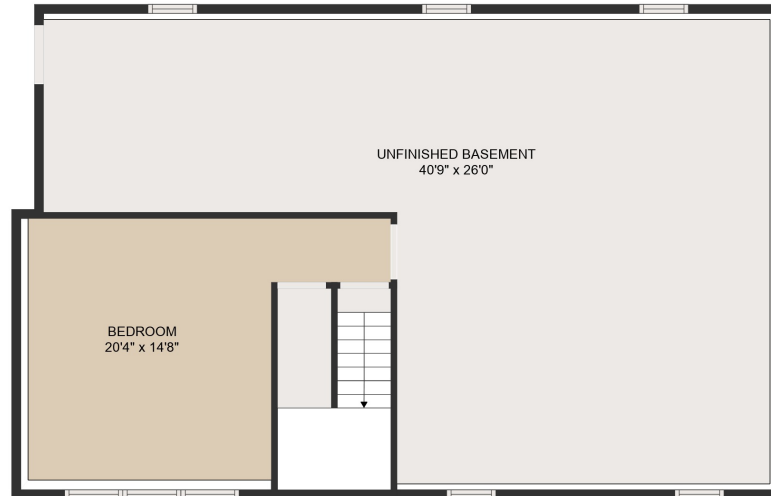 UNFINISHED BASEMENT
40'9" x 26'0"
BEDROOM
20'4" x 14'8"